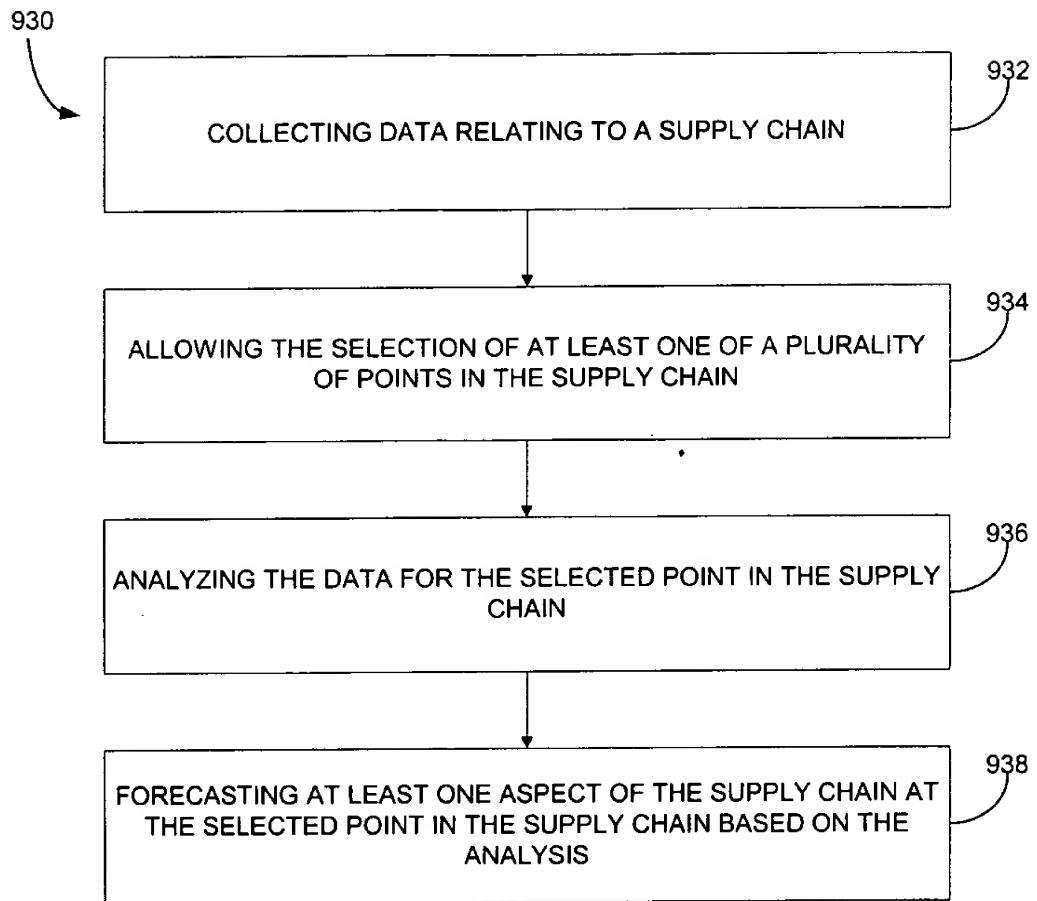 930
932
COLLECTING DATA RELATING TO A SUPPLY CHAIN
934
ALLOWING THE SELECTION OF AT LEAST ONE OF A PLURALITY
OF POINTS IN THE SUPPLY CHAIN
936
ANALYZING THE DATA FOR THE SELECTED POINT IN THE SUPPLY
CHAIN
938
FORECASTING AT LEAST ONE ASPECT OF THE SUPPLY CHAIN AT
THE SELECTED POINT IN THE SUPPLY CHAIN BASED ON THE
ANALYSIS